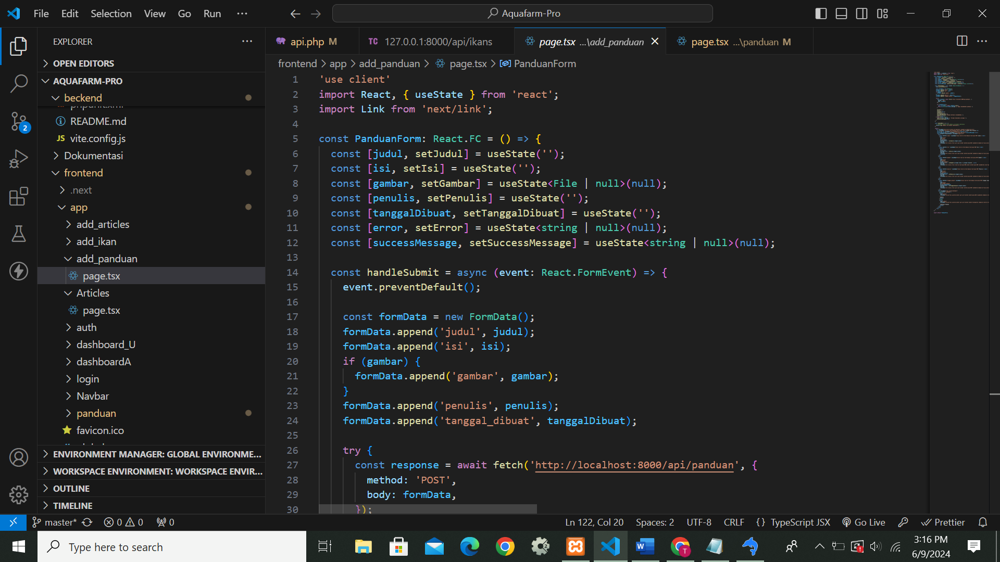 File Edit Selection View Go Run ···
Aquafarm-Pro
EXPLORER
OPEN EDITORS
AQUAFARM-PRO
beckend
README.md
JS vite.config.js
Dokumentasi
frontend
.next
app
add_articles
add_ikan
add_panduan
page.tsx
Articles
page.tsx
auth
dashboard_U
dashboardA
login
Navbar
panduan
favicon.ico
ENVIRONMENT MANAGER: GLOBAL ENVIRONME...
WORKSPACE ENVIRONMENT: WORKSPACE ENVIR...
OUTLINE
TIMELINE
2
api.php M
TC 127.0.0.1:8000/api/ikans
page.tsx ...\add_panduan
page.tsx ...\panduan M
frontend > app > add_panduan > page.tsx > PanduanForm
1 'use client'
2 import React, { useState } from 'react';
3 import Link from 'next/link';
4
5 const PanduanForm: React.FC = () => {
6 const [judul, setJudul] = useState('');
7 const [isi, setIsi] = useState('');
8 const [gambar, setGambar] = useState<File | null>(null);
9 const [penulis, setPenulis] = useState('');
10 const [tanggalDibuat, setTanggalDibuat] = useState('');
11 const [error, setError] = useState<string | null>(null);
12 const [successMessage, setSuccessMessage] = useState<string | null>(null);
13
14 const handleSubmit = async (event: React.FormEvent) => {
15 event.preventDefault();
16
17 const formData = new FormData();
18 formData.append('judul', judul);
19 formData.append('isi', isi);
20 if (gambar) {
21 formData.append('gambar', gambar);
22 }
23 formData.append('penulis', penulis);
24 formData.append('tanggal_dibuat', tanggalDibuat);
25
26 try {
27 const response = await fetch('http://localhost:8000/api/panduan', {
28 method: 'POST',
29 body: formData,
30 });
master* 0 0 0
Ln 122, Col 20 Spaces: 2 UTF-8 CRLF { } TypeScript JSX Go Live Prettier
Type here to search
3:16 PM
6/9/2024